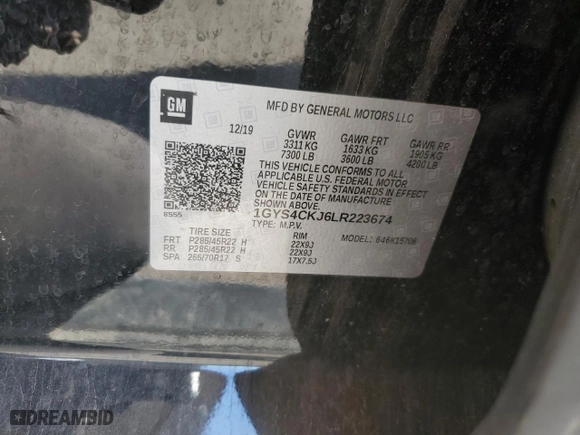 GM
MFD BY GENERAL MOTORS LLC
12/19 GVWR GAWR FRT GAWR RR
3311 KG 1633 KG 1905 KG
7300 LB 3600 LB 4200 LB
THIS VEHICLE CONFORMS TO ALL
APPLICABLE U.S. FEDERAL MOTOR
VEHICLE SAFETY STANDARDS IN EFFECT
ON THE DATE OF MANUFACTURE
SHOWN ABOVE.
1GYS4CKJ6LR223674
8555
TYPE: M.P.V. MODEL: 646K15706
TIRE SIZE RIM
FRT P285/45R22 H 22X9J
RR P285/45R22 H 22X9J
SPA 265/70R17 S 17X7.5J
DREAMBID